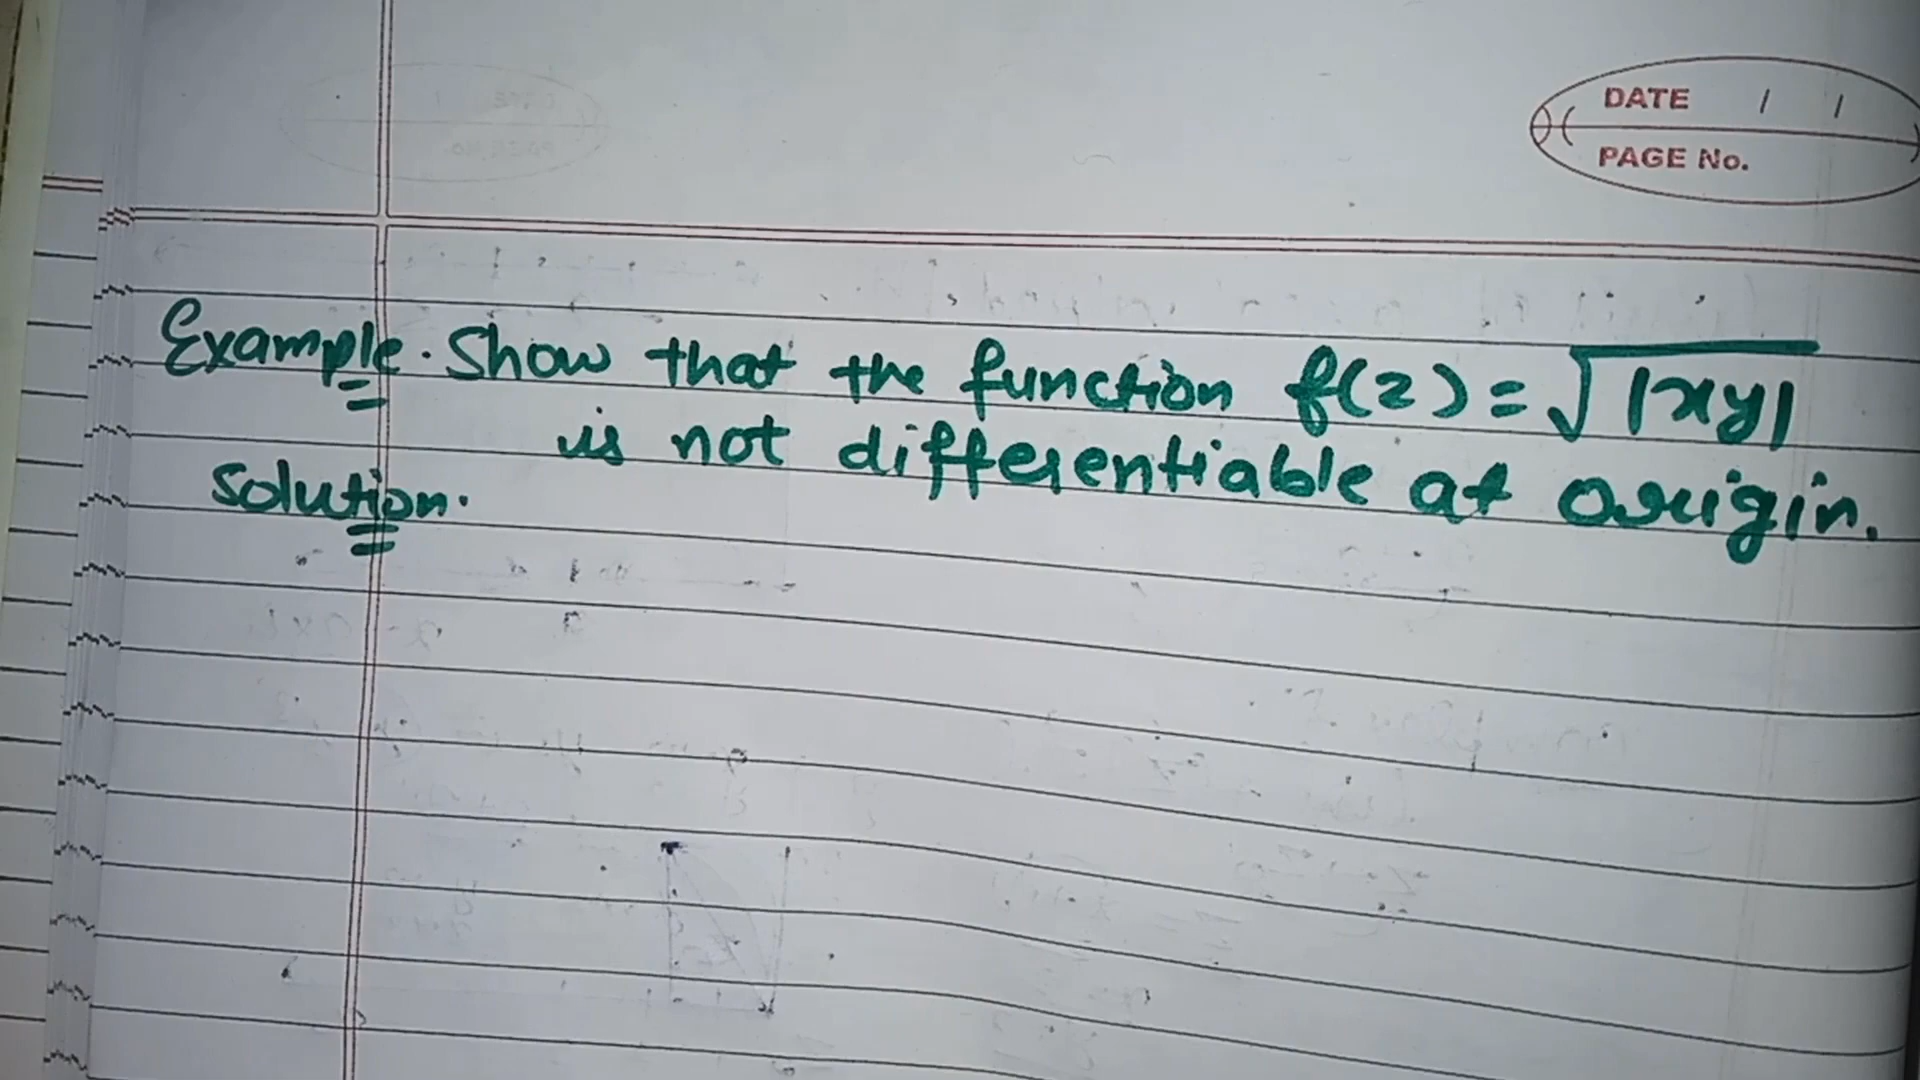 DATE / /
PAGE No.
Example. Show that the function f(z) = √|xy|
is not differentiable at origin.
Solution.